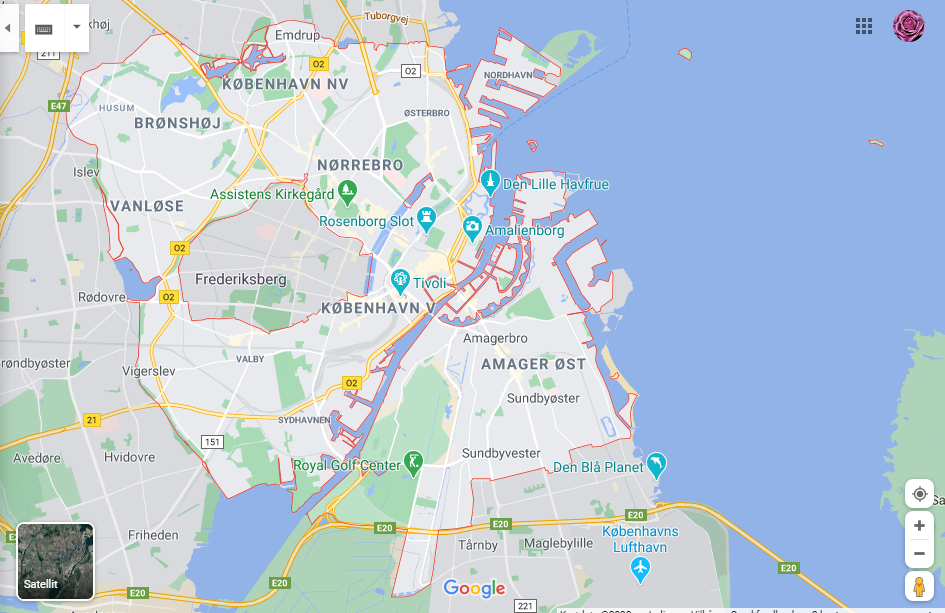 Tuborgvej
Emdrup
211
O2
O2
NORDHAVN
KØBENHAVN NV
E47
HUSUM
ØSTERBRO
BRØNSHØJ
NØRREBRO
Islev
Den Lille Havfrue
Assistens Kirkegård
VANLØSE
Rosenborg Slot
Amalienborg
O2
Frederiksberg
Tivoli
Rødovre
O2
KØBENHAVN V
Amagerbro
VALBY
AMAGER ØST
Vigerslev
O2
Sundbyøster
21
SYDHAVNEN
151
Avedøre
Hvidovre
Sundbyvester
Royal Golf Center
Den Blå Planet
E20
E20
E20
Friheden
Københavns
Lufthavn
Tårnby
Maglebylille
E20
E20
E20
Satellit
Google
221